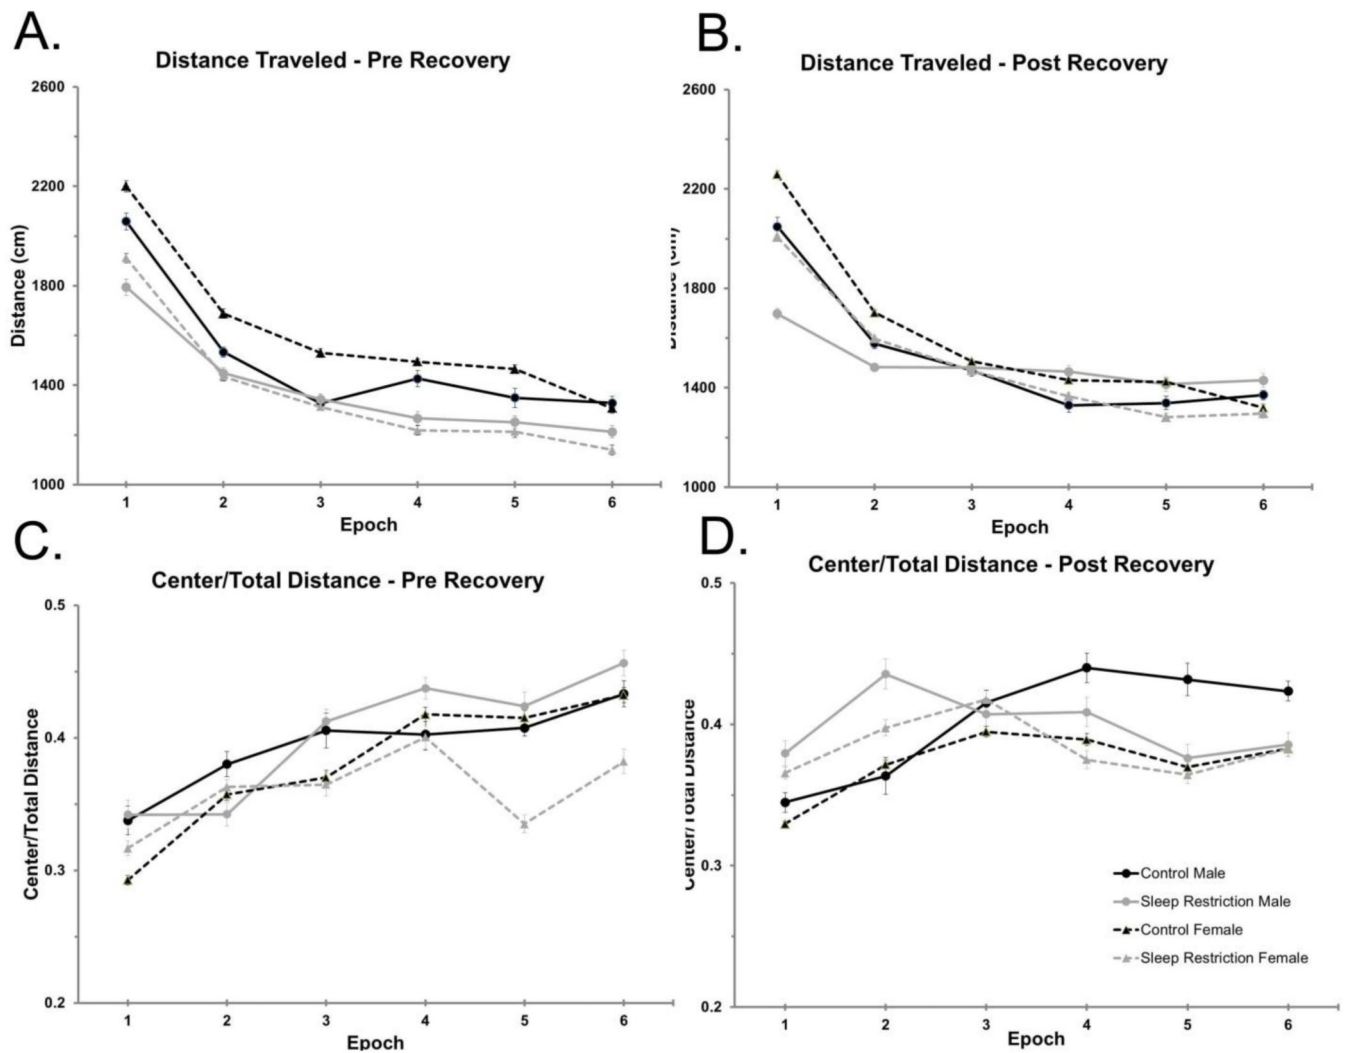 A.
Distance Traveled - Pre Recovery
2600
2200
1800
1400
1000
Distance (cm)
1 2 3 4 5 6
Epoch
B.
Distance Traveled - Post Recovery
2600
2200
1800
1400
1000
1 2 3 4 5 6
Epoch
C.
Center/Total Distance - Pre Recovery
0.5
0.4
0.3
0.2
Center/Total Distance
1 2 3 4 5 6
Epoch
D.
Center/Total Distance - Post Recovery
0.5
0.4
0.3
0.2
Center/Total Distance
1 2 3 4 5 6
Epoch
Control Male
Sleep Restriction Male
Control Female
Sleep Restriction Female